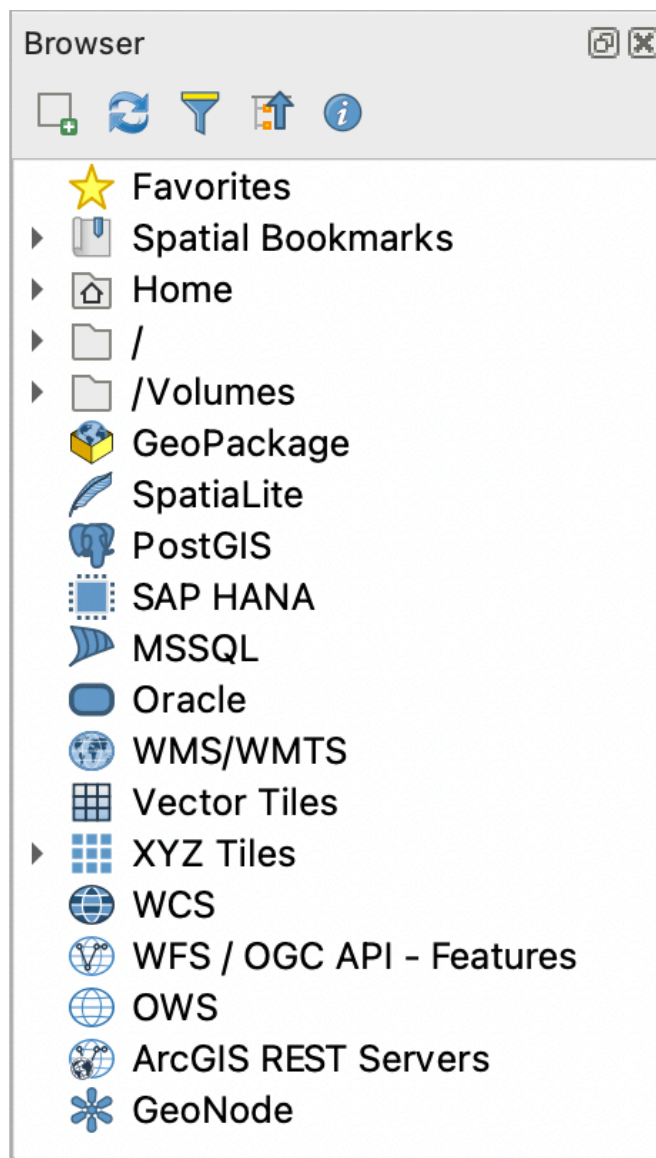 Browser
Favorites
Spatial Bookmarks
Home
/
/Volumes
GeoPackage
SpatiaLite
PostGIS
SAP HANA
MSSQL
Oracle
WMS/WMTS
Vector Tiles
XYZ Tiles
WCS
WFS / OGC API - Features
OWS
ArcGIS REST Servers
GeoNode